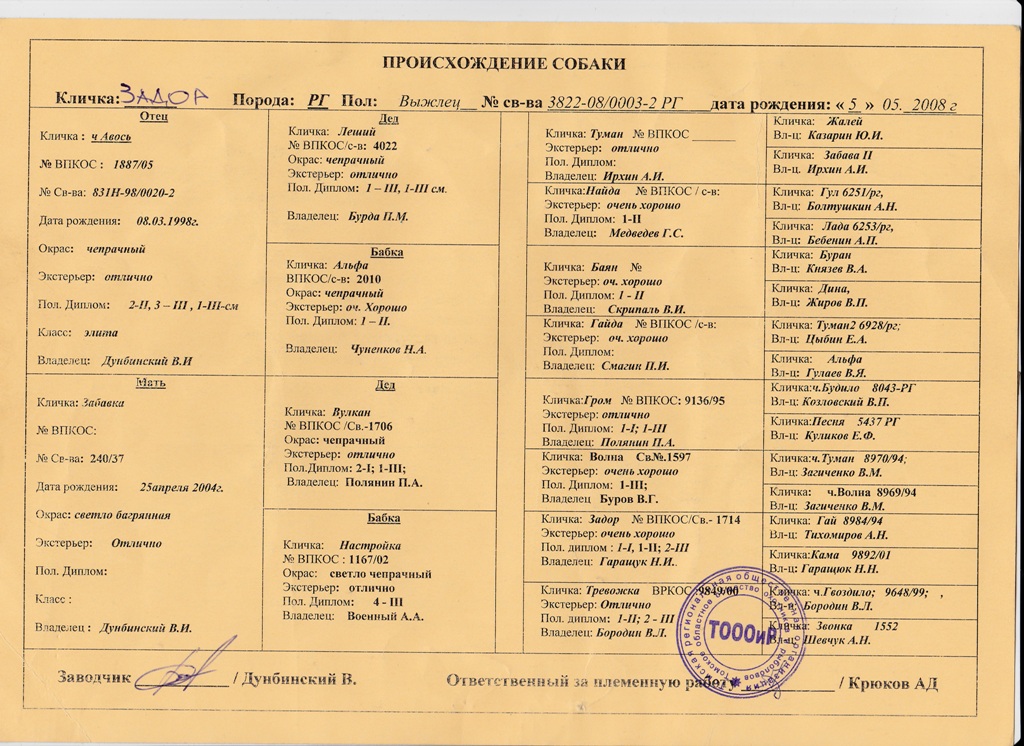 ПРОИСХОЖДЕНИЕ СОБАКИ
Кличка: ЗАДОР Порода: РГ Пол: Выжлец № св-ва 3822-08/0003-2 РГ дата рождения: « 5 » 05. 2008 г
Отец
Кличка : ч Авось
№ ВПКОС : 1887/05
№ Св-ва: 831Н-98/0020-2
Дата рождения: 08.03.1998г.
Окрас: чепрачный
Экстерьер: отлично
Пол. Диплом: 2-II, 3 – III , 1-III-см
Класс: элита
Владелец: Дунбинский В.И
Мать
Кличка: Забавка
№ ВПКОС:
№ Св-ва: 240/37
Дата рождения: 25апреля 2004г.
Окрас: светло багряная
Экстерьер: Отлично
Пол. Диплом:
Класс :
Владелец : Дунбинский В.И.
Дед
Кличка: Леший
№ ВПКОС/с-в: 4022
Окрас: чепрачный
Экстерьер: отлично
Пол. Диплом: 1 – III, 1-III см.
Владелец: Бурда П.М.
Бабка
Кличка: Альфа
ВПКОС/с-в: 2010
Окрас: чепрачный
Экстерьер: оч. Хорошо
Пол. Диплом: 1 – II.
Владелец: Чуненков Н.А.
Дед
Кличка: Вулкан
№ ВПКОС /Св.-1706
Окрас: чепрачный
Экстерьер: отлично
Пол.Диплом: 2-I; 1-III;
Владелец: Полянин П.А.
Бабка
Кличка: Настройка
№ ВПКОС : 1167/02
Окрас: светло чепрачный
Экстерьер: отлично
Пол. Диплом: 4 - III
Владелец: Военный А.А.
Кличка: Туман № ВПКОС ______
Экстерьер: отлично
Пол. Диплом:
Владелец: Ирхин А.И.
Кличка:Найда № ВПКОС / с-в:
Экстерьер: очень хорошо
Пол. Диплом: 1-II
Владелец: Медведев Г.С.
Кличка: Баян №
Экстерьер: оч. хорошо
Пол. Диплом: 1 - II
Владелец: Скрипаль В.И.
Кличка: Гайда № ВПКОС /с-в:
Экстерьер: оч. хорошо
Пол. Диплом:
Владелец: Смагин П.И.
Кличка:Гром № ВПКОС: 9136/95
Экстерьер: отлично
Пол. Диплом: 1-I; 1-III
Владелец: Полянин П.А.
Кличка: Волна Св№.1597
Экстерьер: очень хорошо
Пол. Диплом: 1-III;
Владелец Буров В.Г.
Кличка: Задор № ВПКОС/Св.- 1714
Экстерьер: очень хорошо
Пол. диплом : 1-I, 1-II; 2-III
Владелец: Гаращук Н.И.
Кличка: Тревожка ВРКОС 9849/00
Экстерьер: Отлично
Пол. диплом: 1-II; 2 - III
Владелец: Бородин В.Л.
Кличка: Жалей
Вл-ц: Казарин Ю.И.
Кличка: Забава II
Вл-ц. Ирхин А.И.
Кличка: Гул 6251/рг,
Вл-ц: Болтушкин А.Н.
Кличка: Лада 6253/рг,
Вл-ц: Бебенин А.П.
Кличка: Буран
Вл-ц: Князев В.А.
Кличка: Дина,
Вл-ц: Жиров В.П.
Кличка: Туман2 6928/рг;
Вл-ц: Цыбин Е.А.
Кличка: Альфа
Вл-ц: Гулаев В.Я.
Кличка:ч.Будило 8043-РГ
Вл-ц: Козловский В.П.
Кличка:Песня 5437 РГ
Вл-ц: Куликов Е.Ф.
Кличка:ч.Туман 8970/94;
Вл-ц: Загиченко В.М.
Кличка: ч.Волна 8969/94
Вл-ц: Загиченко В.М.
Кличка: Гай 8984/94
Вл-ц: Тихомиров А.Н.
Кличка:Кама 9892/01
Вл-ц: Гаращюк Н.Н.
Кличка: ч.Гвоздило; 9648/99; ,
Вл-ц: Бородин В.Л.
Кличка: Звонка 1552
Вл-ц: Шевчук А.Н.
Заводчик ________ / Дунбинский В.
Ответственный за племенную работу ________ / Крюков АД
ТОООиР
Томская региональная общественная организация
Томское областное общество охотников рыболовов